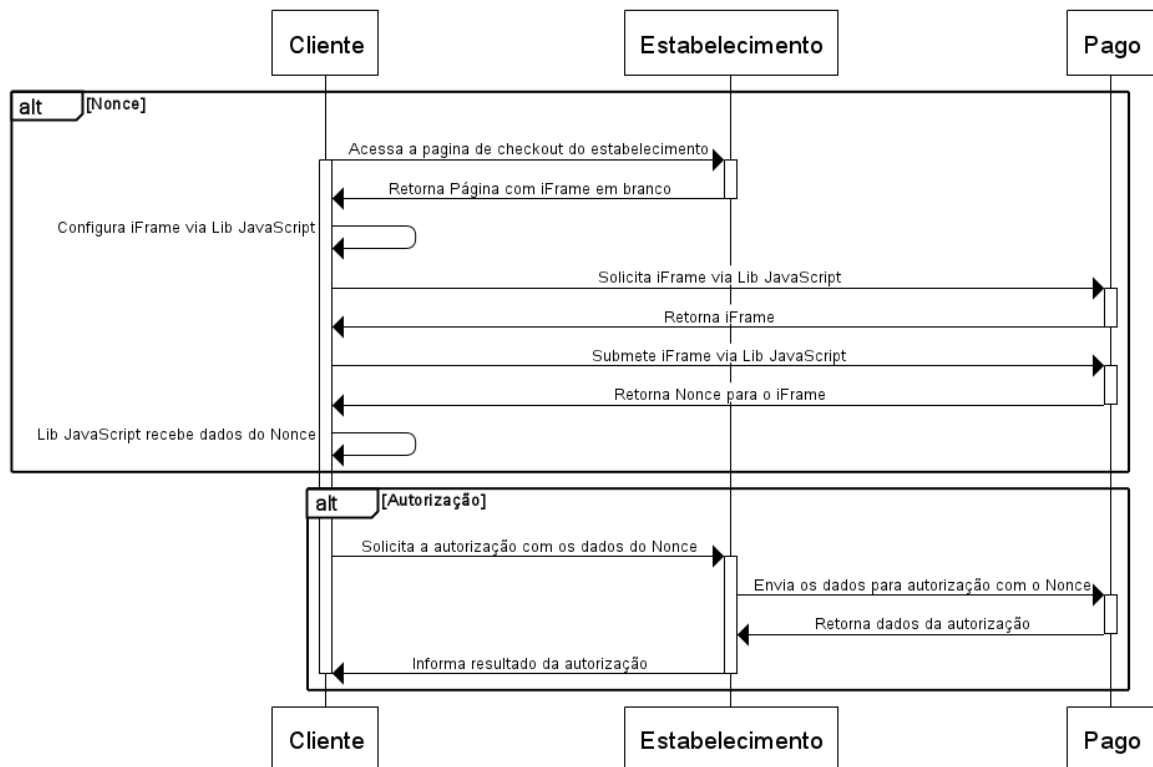 Cliente
Estabelecimento
Pago
alt
[Nonce]
Acessa a pagina de checkout do estabelecimento
Retorna Página com iFrame em branco
Configura iFrame via Lib JavaScript
Solicita iFrame via Lib JavaScript
Retorna iFrame
Submete iFrame via Lib JavaScript
Retorna Nonce para o iFrame
Lib JavaScript recebe dados do Nonce
alt
[Autorização]
Solicita a autorização com os dados do Nonce
Envia os dados para autorização com o Nonce
Retorna dados da autorização
Informa resultado da autorização
Cliente
Estabelecimento
Pago